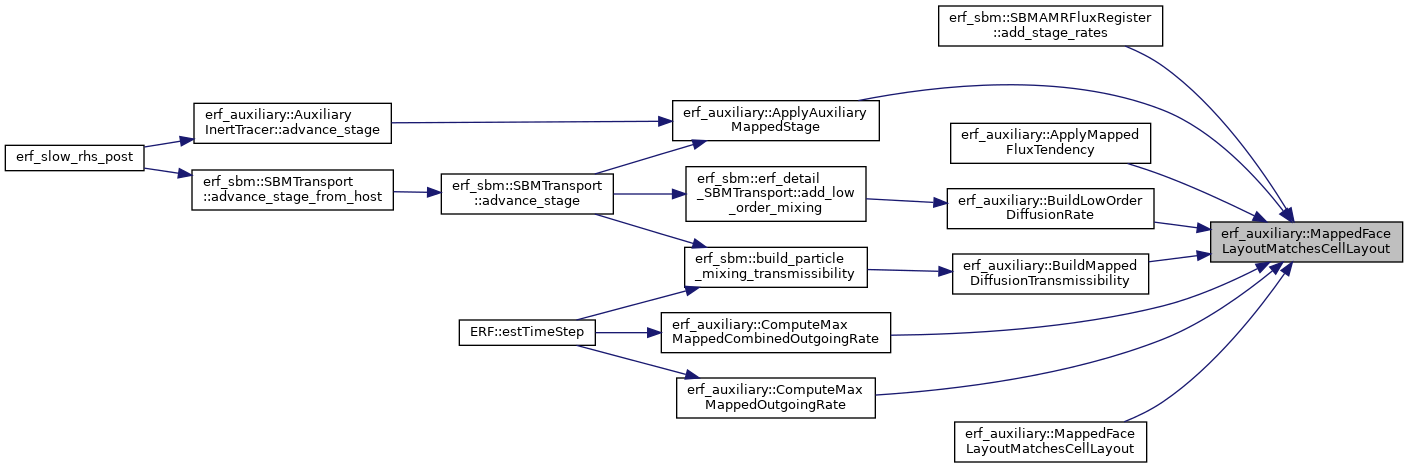 erf_sbm::SBMAMRFluxRegister
::add_stage_rates
erf_auxiliary::Auxiliary
InertTracer::advance_stage
erf_auxiliary::ApplyAuxiliary
MappedStage
erf_auxiliary::ApplyMapped
FluxTendency
erf_slow_rhs_post
erf_sbm::SBMTransport
::advance_stage_from_host
erf_sbm::SBMTransport
::advance_stage
erf_sbm::erf_detail
_SBMTransport::add_low
_order_mixing
erf_auxiliary::BuildLowOrder
DiffusionRate
erf_auxiliary::MappedFace
LayoutMatchesCellLayout
erf_sbm::build_particle
_mixing_transmissibility
erf_auxiliary::BuildMapped
DiffusionTransmissibility
ERF::estTimeStep
erf_auxiliary::ComputeMax
MappedCombinedOutgoingRate
erf_auxiliary::ComputeMax
MappedOutgoingRate
erf_auxiliary::MappedFace
LayoutMatchesCellLayout